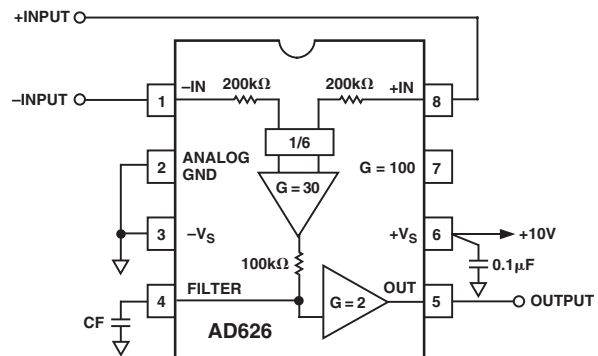 +INPUT
–INPUT
–IN
200kΩ
200kΩ
+IN
1
8
1/6
2
ANALOG
GND
G = 30
G = 100
7
3
–VS
+VS
6
+10V
100kΩ
0.1µF
4
FILTER
G = 2
OUT
5
OUTPUT
CF
AD626